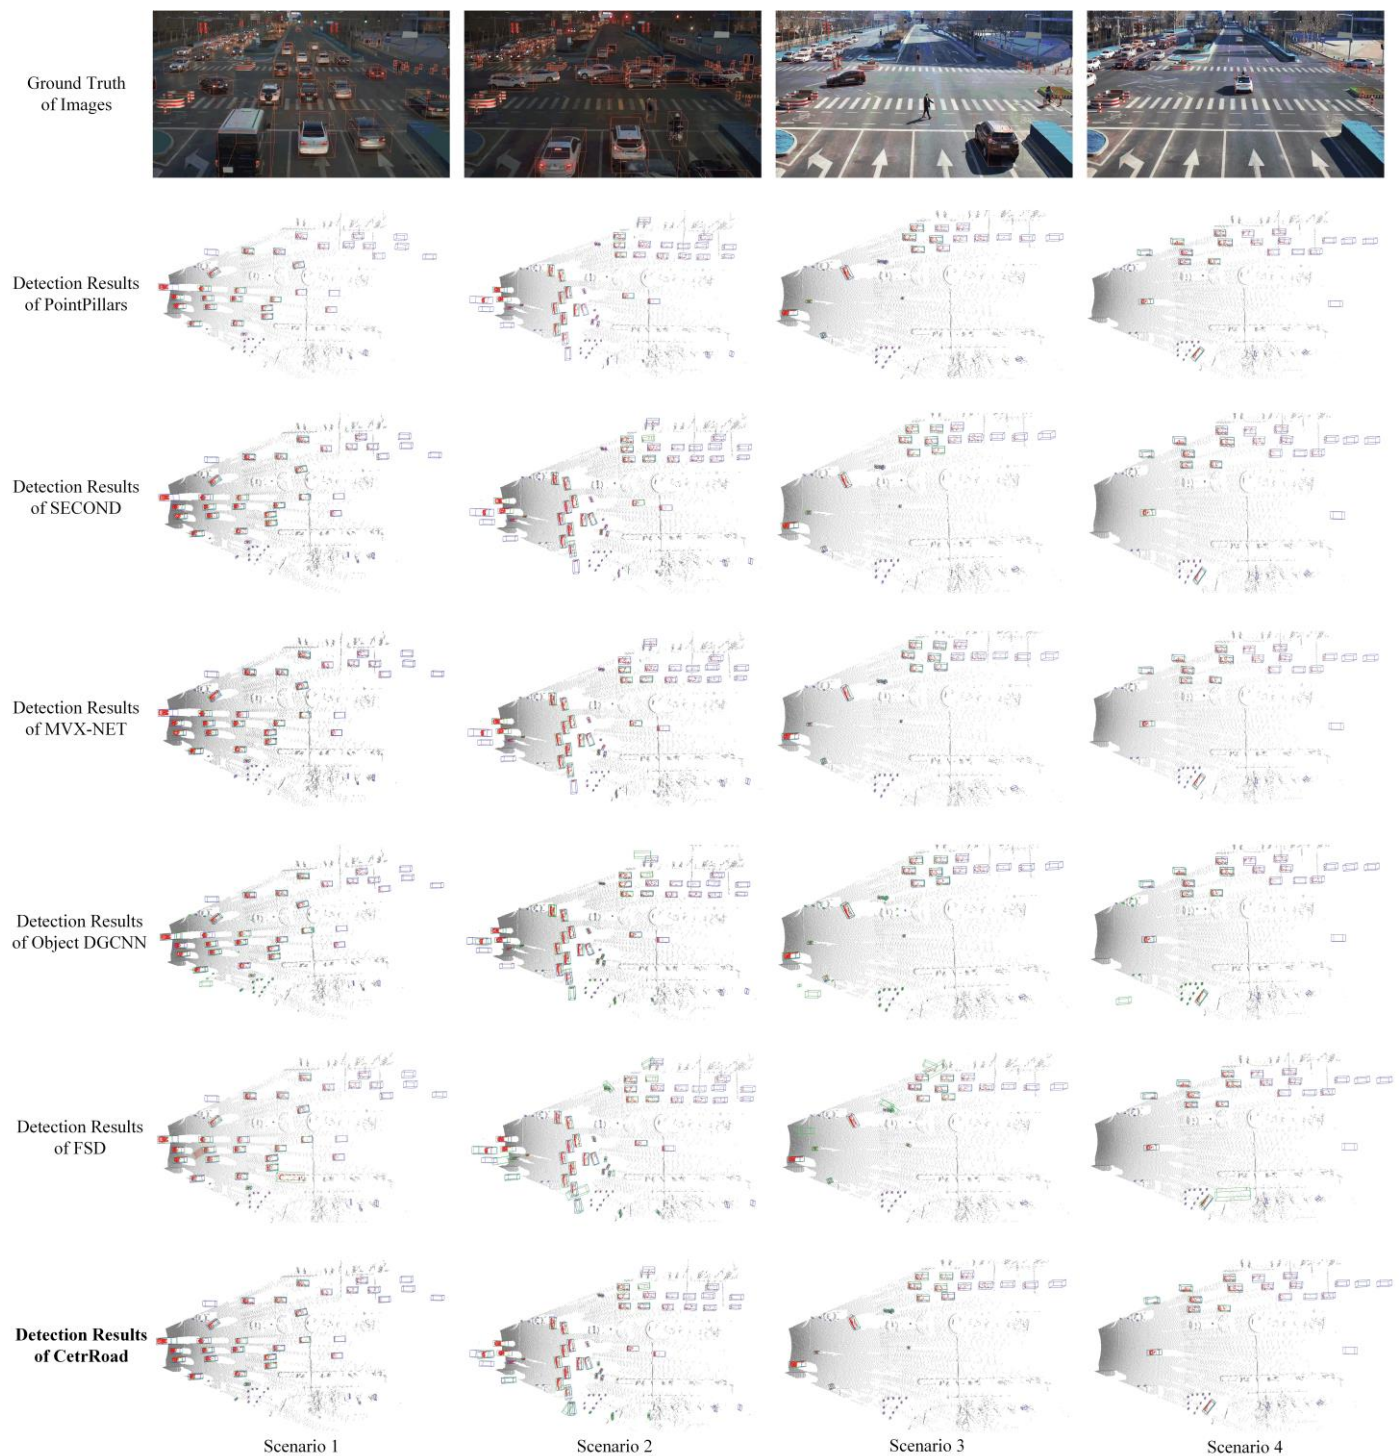 Ground Truth
of Images
Detection Results
of PointPillars
Detection Results
of SECOND
Detection Results
of MVX-NET
Detection Results
of Object DGCNN
Detection Results
of FSD
Detection Results
of CetrRoad
Scenario 1
Scenario 2
Scenario 3
Scenario 4